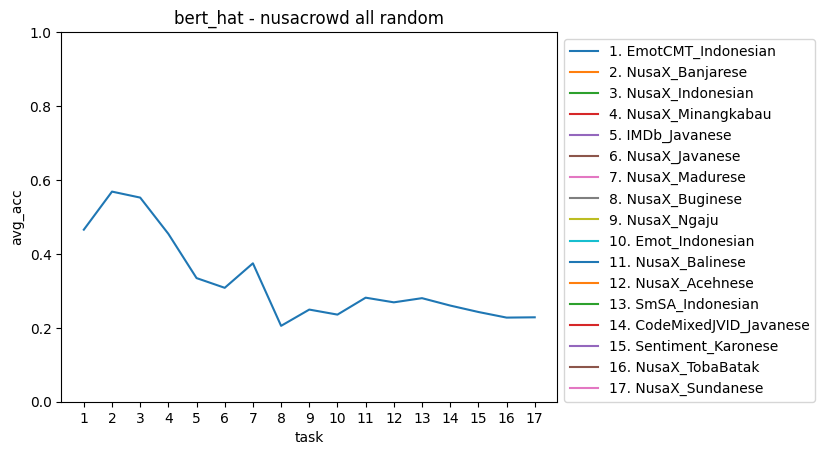 bert_hat - nusacrowd all random
1.0
0.8
0.6
0.4
0.2
0.0
avg_acc
1 2 3 4 5 6 7 8 9 10 11 12 13 14 15 16 17
task
1. EmotCMT_Indonesian
2. NusaX_Banjarese
3. NusaX_Indonesian
4. NusaX_Minangkabau
5. IMDb_Javanese
6. NusaX_Javanese
7. NusaX_Madurese
8. NusaX_Buginese
9. NusaX_Ngaju
10. Emot_Indonesian
11. NusaX_Balinese
12. NusaX_Acehnese
13. SmSA_Indonesian
14. CodeMixedJVID_Javanese
15. Sentiment_Karonese
16. NusaX_TobaBatak
17. NusaX_Sundanese